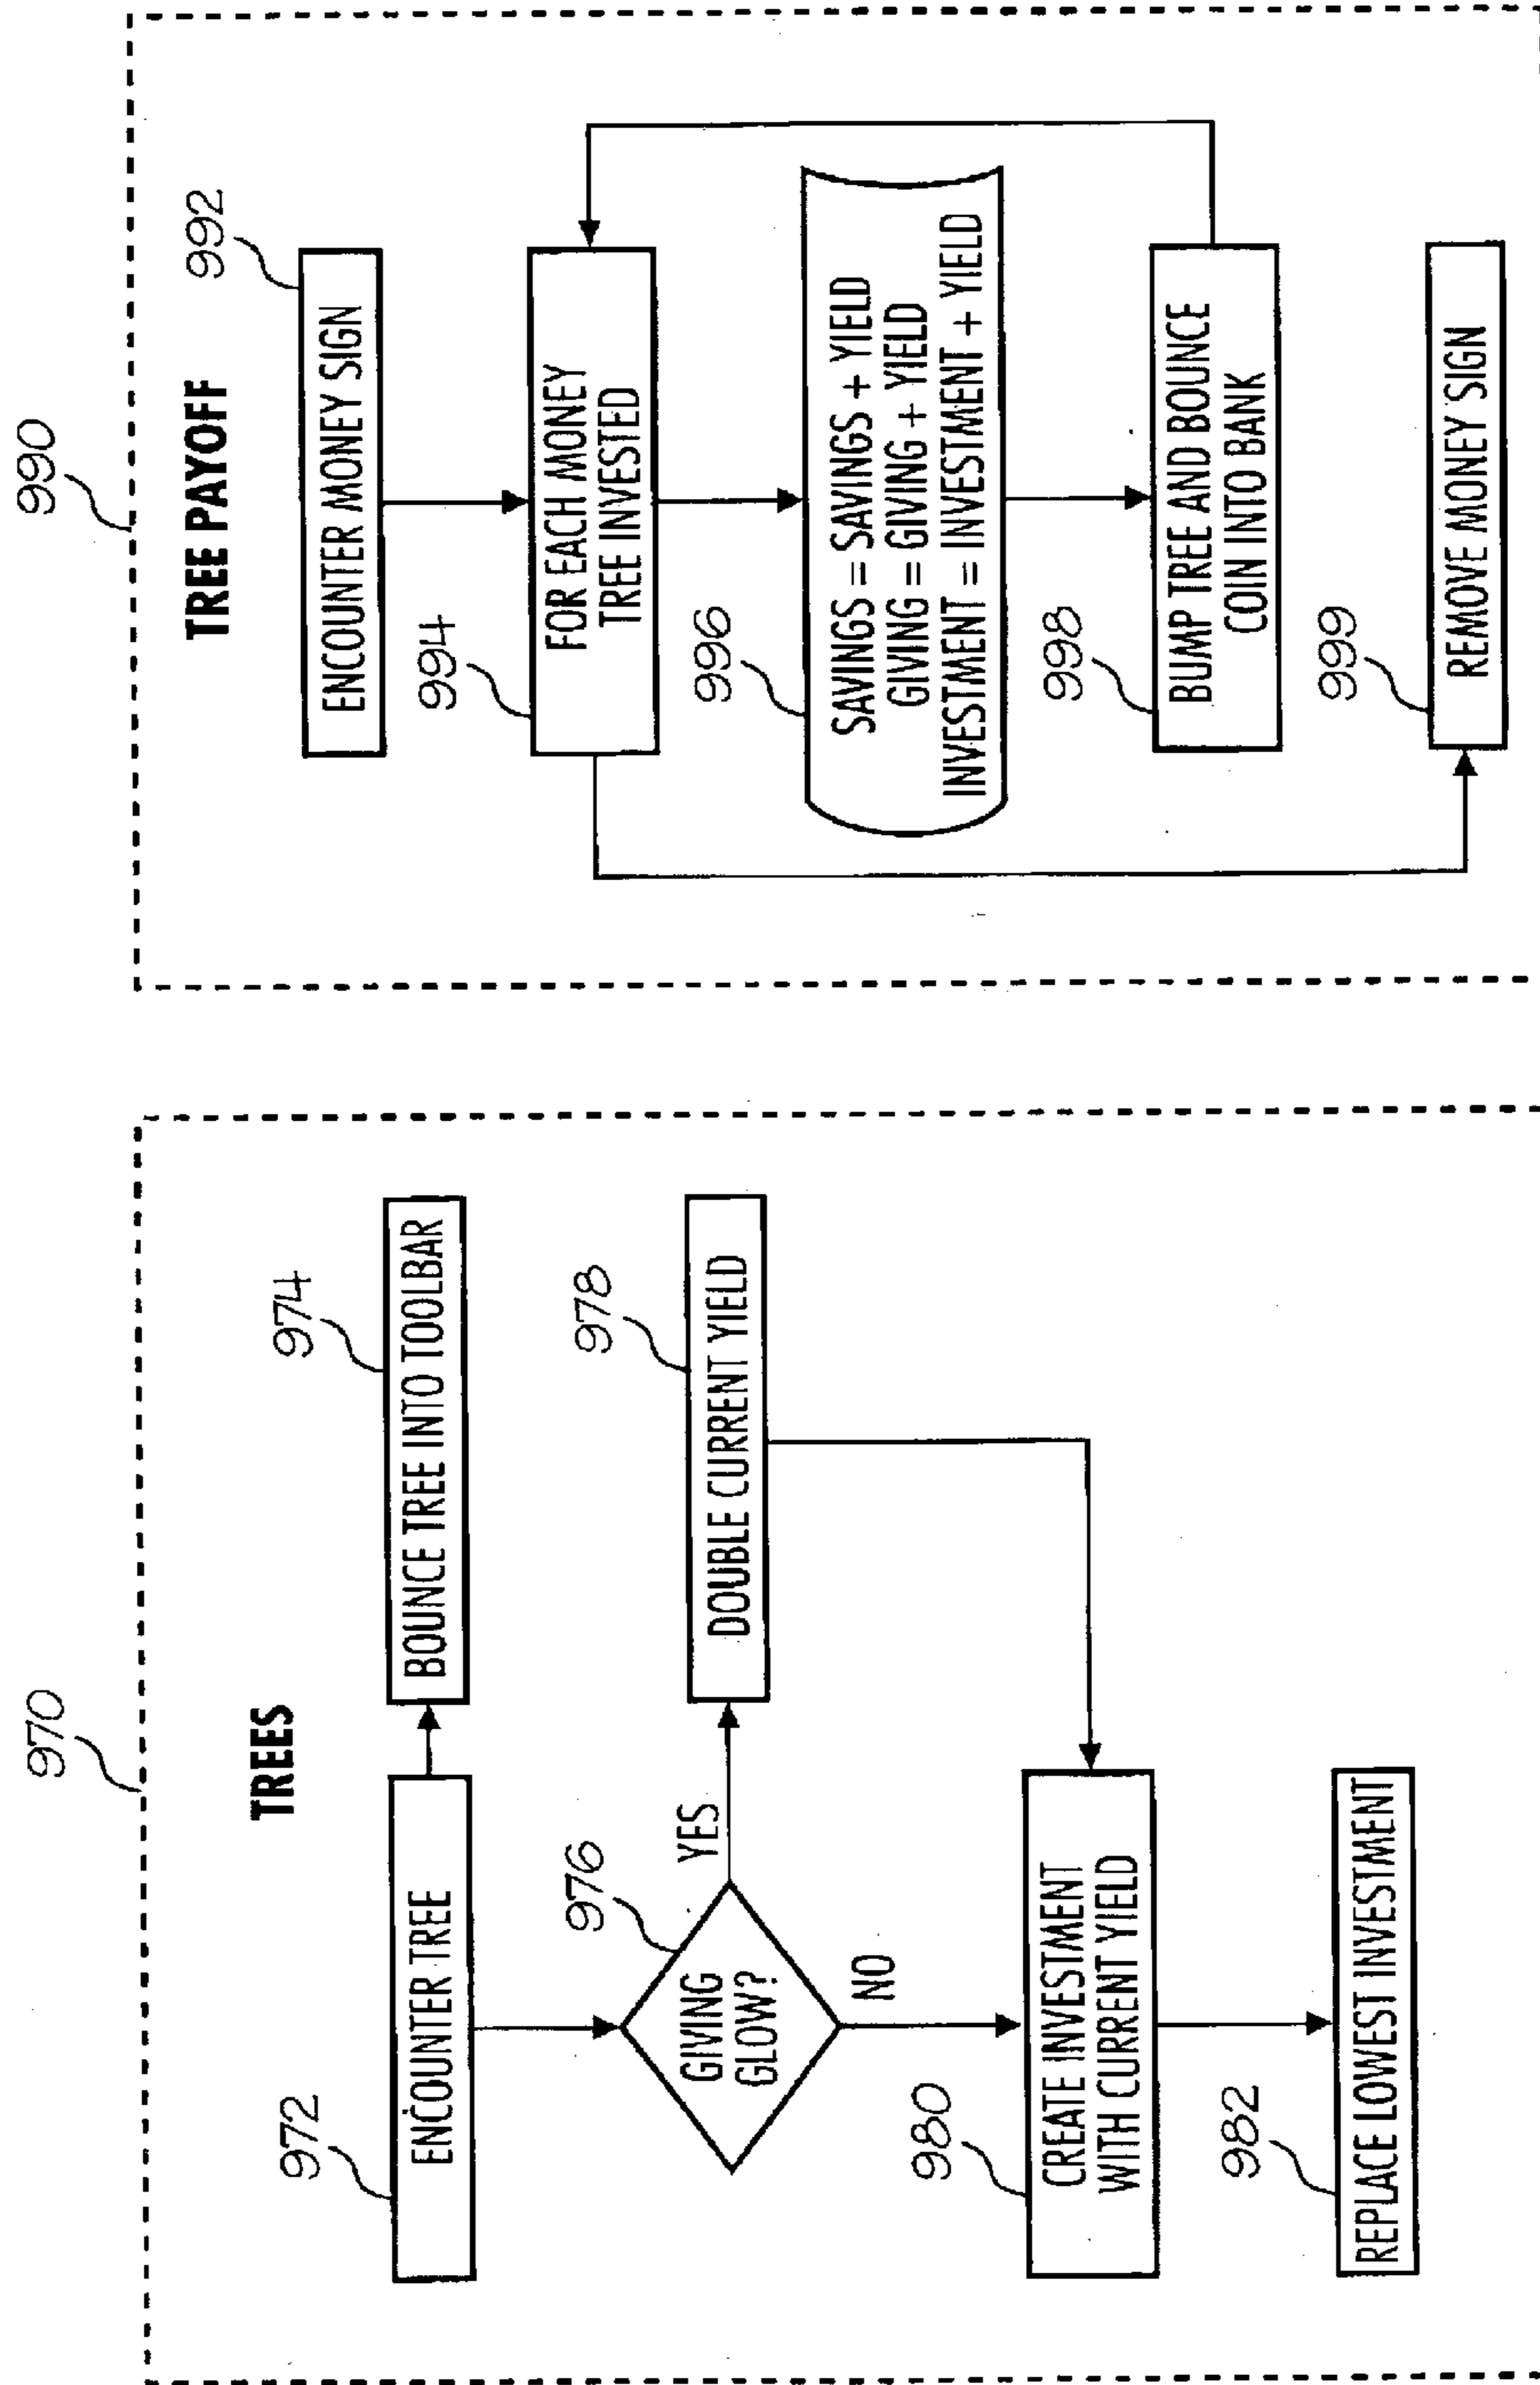 970
TREES
972
ENCOUNTER TREE
974
BOUNCE TREE INTO TOOLBAR
976
GIVING
GLOW?
YES
978
DOUBLE CURRENT YIELD
NO
980
CREATE INVESTMENT
WITH CURRENT YIELD
982
REPLACE LOWEST INVESTMENT
990
TREE PAYOFF
992
ENCOUNTER MONEY SIGN
994
FOR EACH MONEY
TREE INVESTED
996
SAVINGS = SAVINGS + YIELD
GIVING = GIVING + YIELD
INVESTMENT = INVESTMENT + YIELD
998
BUMP TREE AND BOUNCE
COIN INTO BANK
999
REMOVE MONEY SIGN